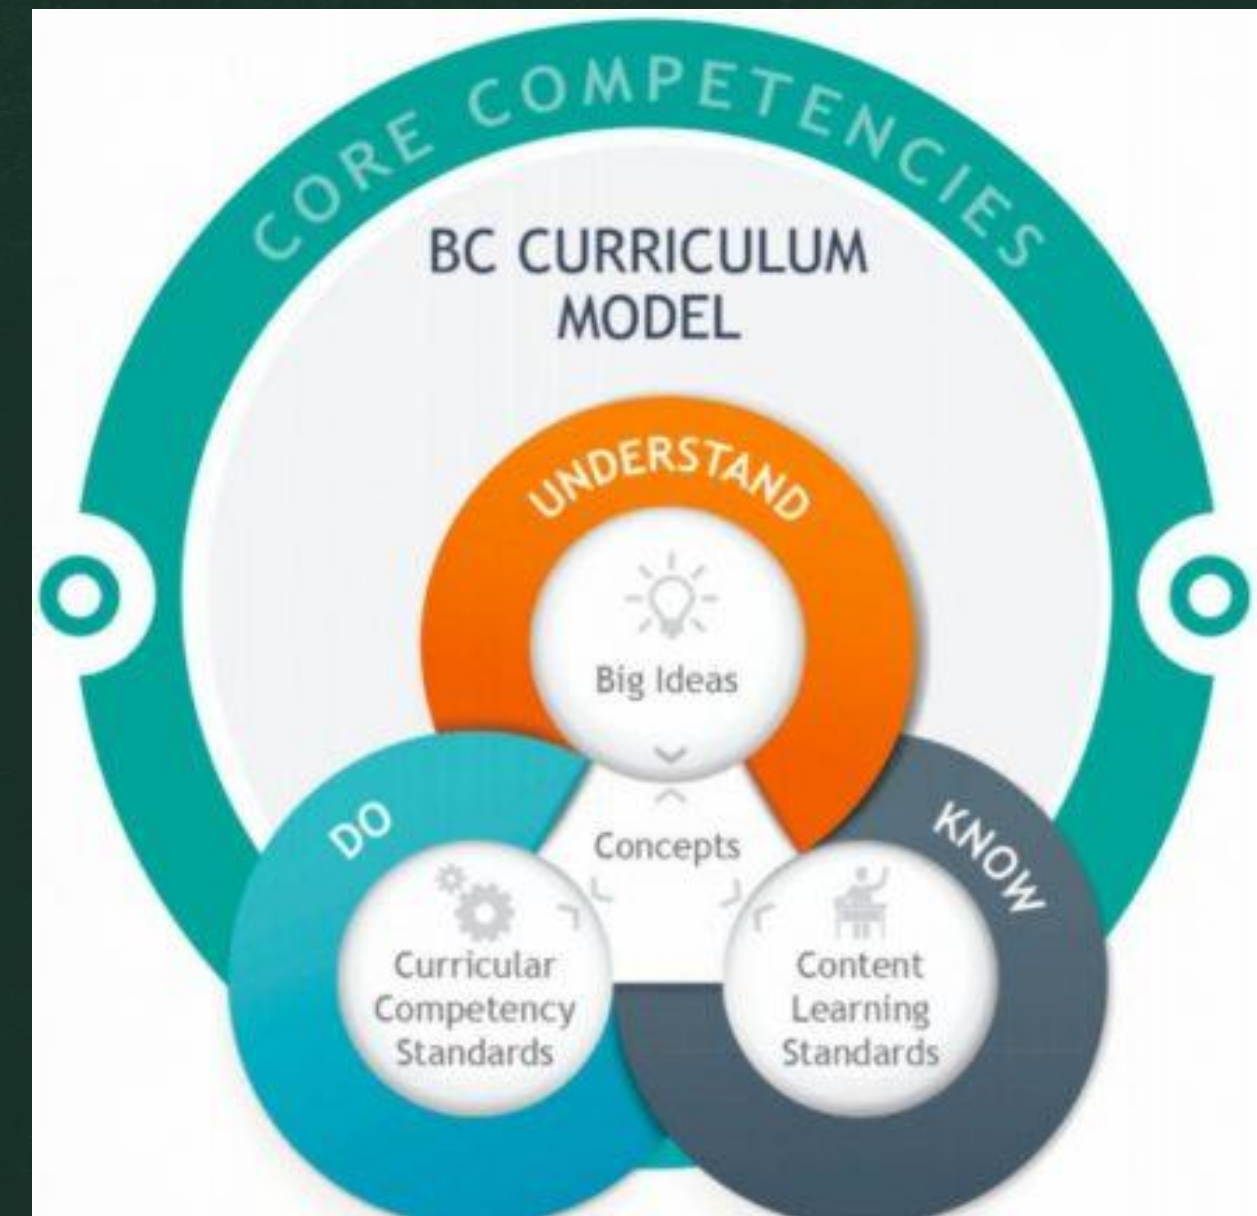 CORE COMPETENCIES
BC CURRICULUM
MODEL
UNDERSTAND
Big Ideas
DO
Concepts
KNOW
Curricular
Competency
Standards
Content
Learning
Standards